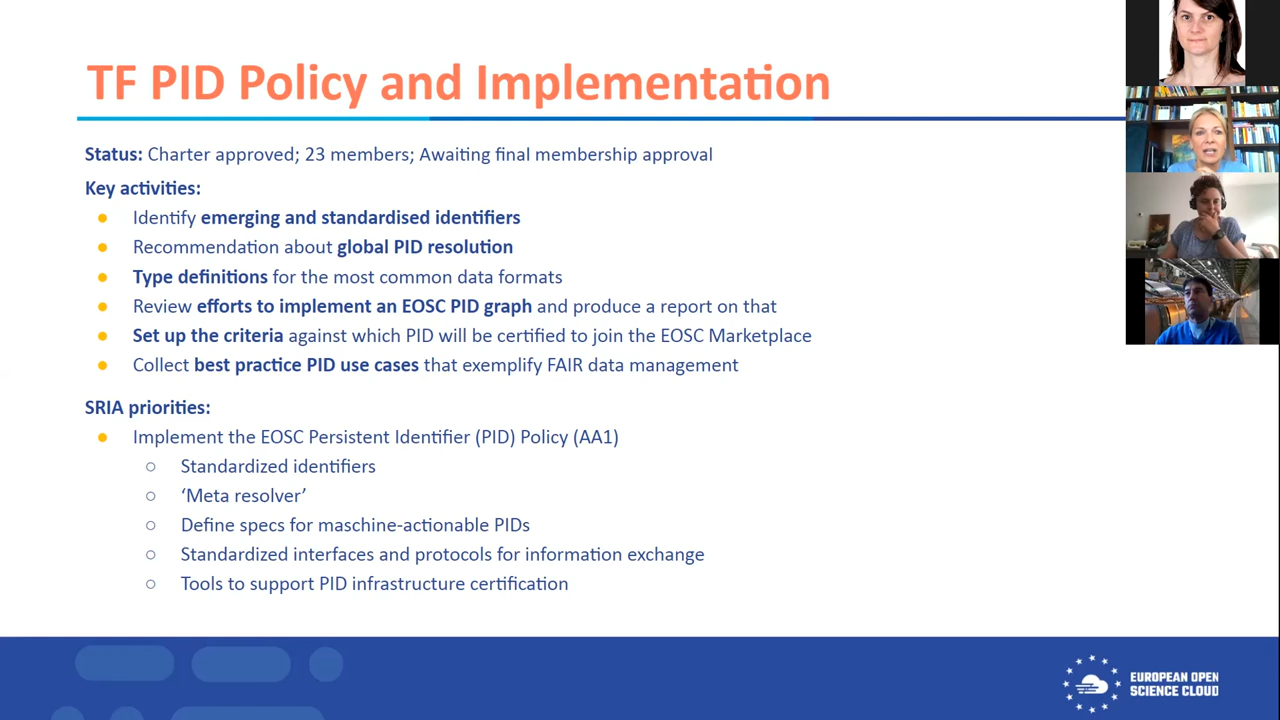 TF PID Policy and Implementation
Status: Charter approved; 23 members; Awaiting final membership approval
Key activities:
Identify emerging and standardised identifiers
Recommendation about global PID resolution
Type definitions for the most common data formats
Review efforts to implement an EOSC PID graph and produce a report on that
Set up the criteria against which PID will be certified to join the EOSC Marketplace
Collect best practice PID use cases that exemplify FAIR data management
SRIA priorities:
Implement the EOSC Persistent Identifier (PID) Policy (AA1)
Standardized identifiers
‘Meta resolver’
Define specs for maschine-actionable PIDs
Standardized interfaces and protocols for information exchange
Tools to support PID infrastructure certification
EUROPEAN OPEN
SCIENCE CLOUD